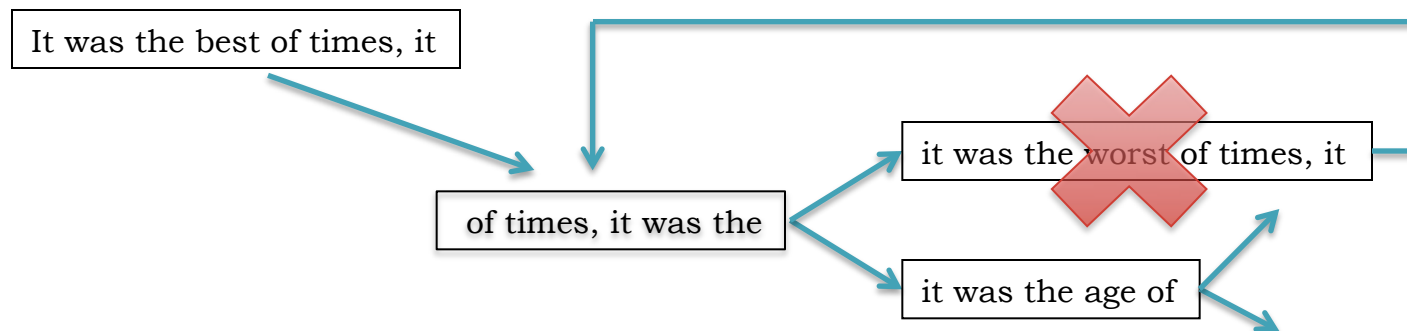 It was the best of times, it
it was the worst of times, it
of times, it was the
it was the age of